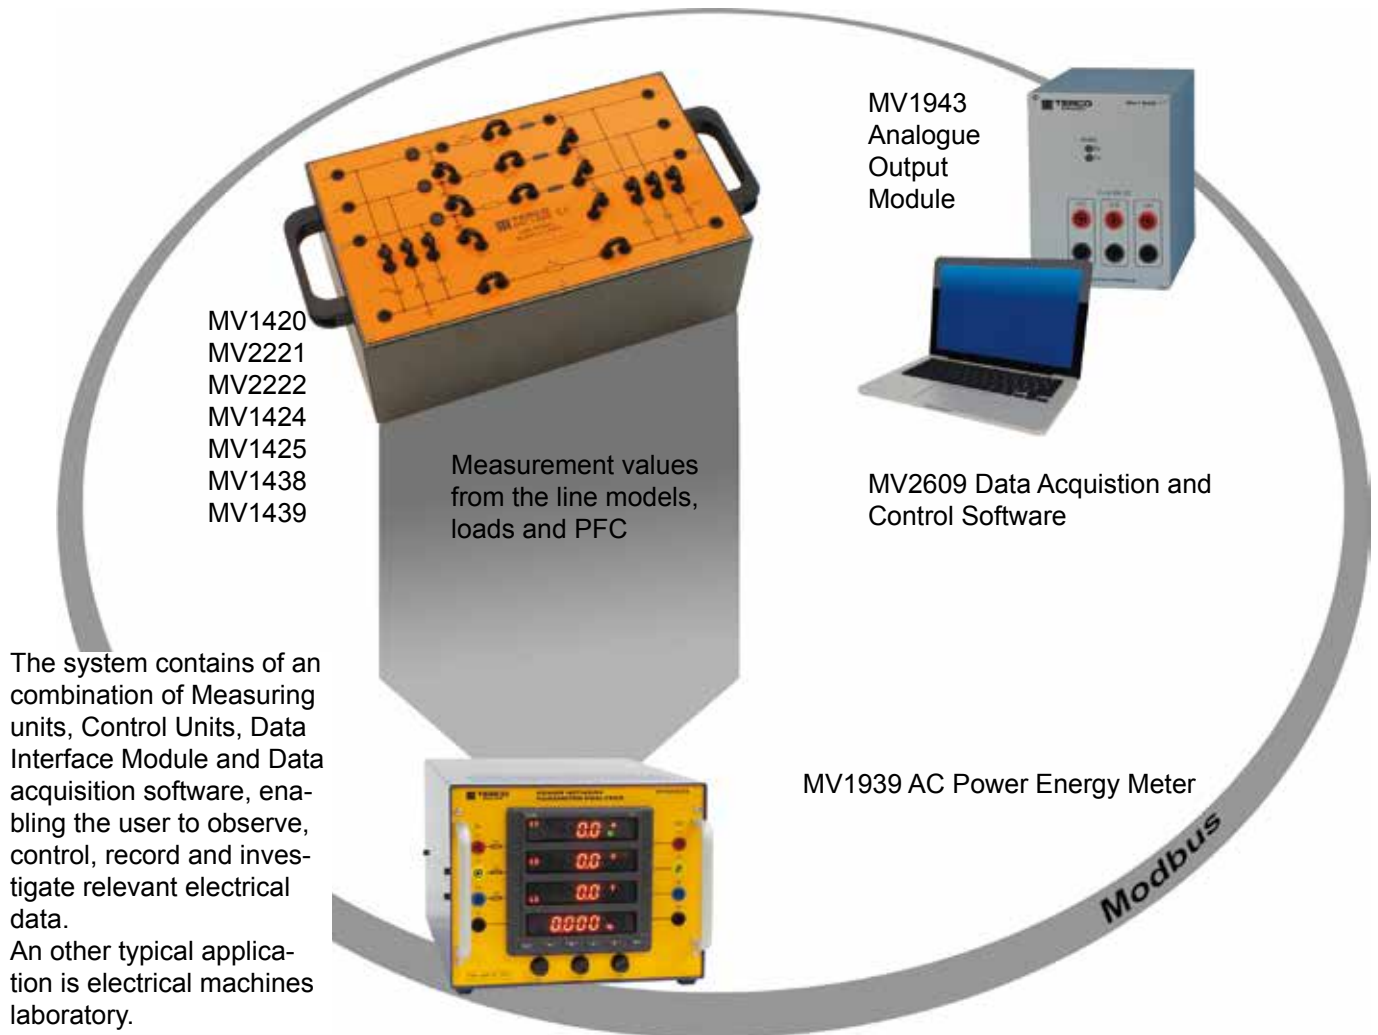 MV1943
Analogue
Output
Module
TERCO
MV1420
MV2221
MV2222
MV1424
MV1425
MV1438
MV1439
Measurement values
from the line models,
loads and PFC
MV2609 Data Acquistion and
Control Software
The system contains of an
combination of Measuring
units, Control Units, Data
Interface Module and Data
acquisition software, ena-
bling the user to observe,
control, record and inves-
tigate relevant electrical
data.
An other typical applica-
tion is electrical machines
laboratory.
MV1939 AC Power Energy Meter
TERCO
0.0
0.0
0.0
0.000
Modbus